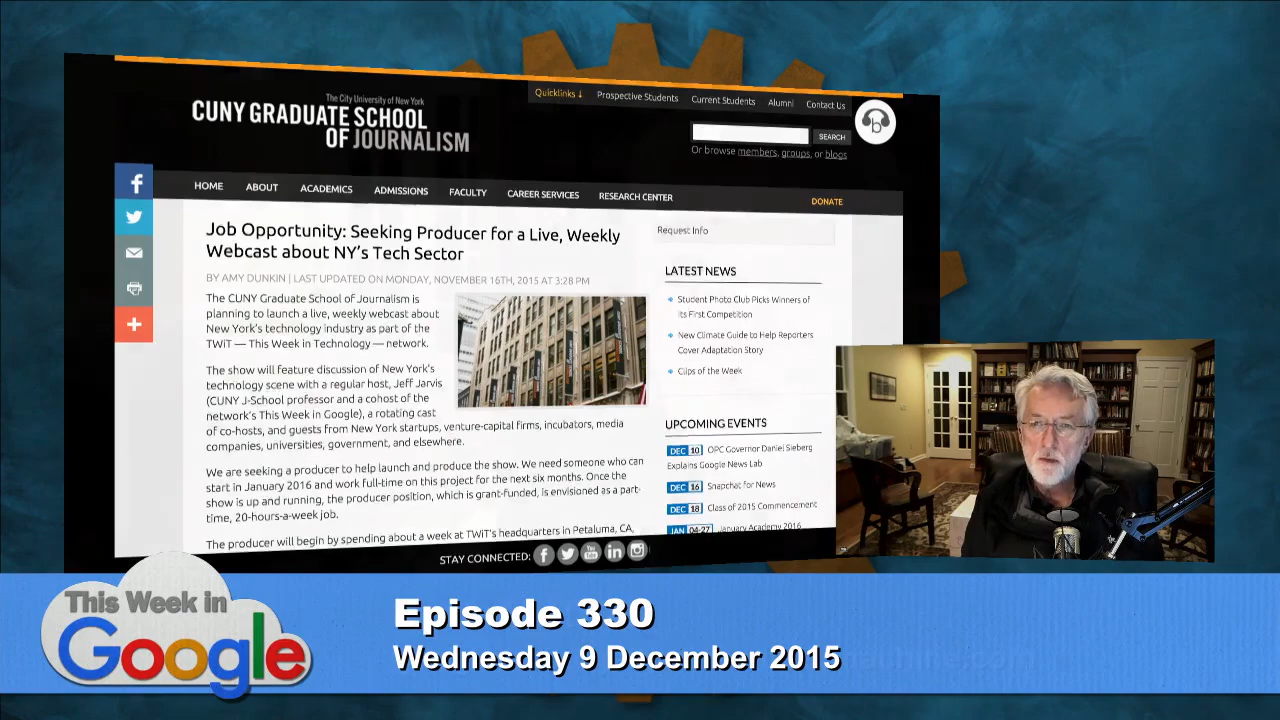 Quicklinks ↓ Prospective Students Current Students Alumni Contact Us
The City University of New York
CUNY GRADUATE SCHOOL
OF JOURNALISM
SEARCH
Or browse members, groups, or blogs
b
HOME ABOUT ACADEMICS ADMISSIONS FACULTY CAREER SERVICES RESEARCH CENTER DONATE
Job Opportunity: Seeking Producer for a Live, Weekly
Webcast about NY's Tech Sector
BY AMY DUNKIN | LAST UPDATED ON MONDAY, NOVEMBER 16TH, 2015 AT 3:28 PM
The CUNY Graduate School of Journalism is
planning to launch a live, weekly webcast about
New York's technology industry as part of the
TWiT — This Week in Technology — network.
The show will feature discussion of New York's
technology scene with a regular host, Jeff Jarvis
(CUNY J-School professor and a cohost of the
network's This Week in Google), a rotating cast
of co-hosts, and guests from New York startups, venture-capital firms, incubators, media
companies, universities, government, and elsewhere.
We are seeking a producer to help launch and produce the show. We need someone who can
start in January 2016 and work full-time on this project for the next six months. Once the
show is up and running, the producer position, which is grant-funded, is envisioned as a part-
time, 20-hours-a-week job.
The producer will begin by spending about a week at TWiT's headquarters in Petaluma, CA,
Request Info
LATEST NEWS
Student Photo Club Picks Winners of
Its First Competition
New Climate Guide to Help Reporters
Cover Adaptation Story
Clips of the Week
UPCOMING EVENTS
DEC 10 OPC Governor Daniel Sieberg
Explains Google News Lab
DEC 16 Snapchat for News
DEC 18 Class of 2015 Commencement
JAN 04-27 January Academy 2016
STAY CONNECTED:
This Week in
Google
Episode 330
Wednesday 9 December 2015